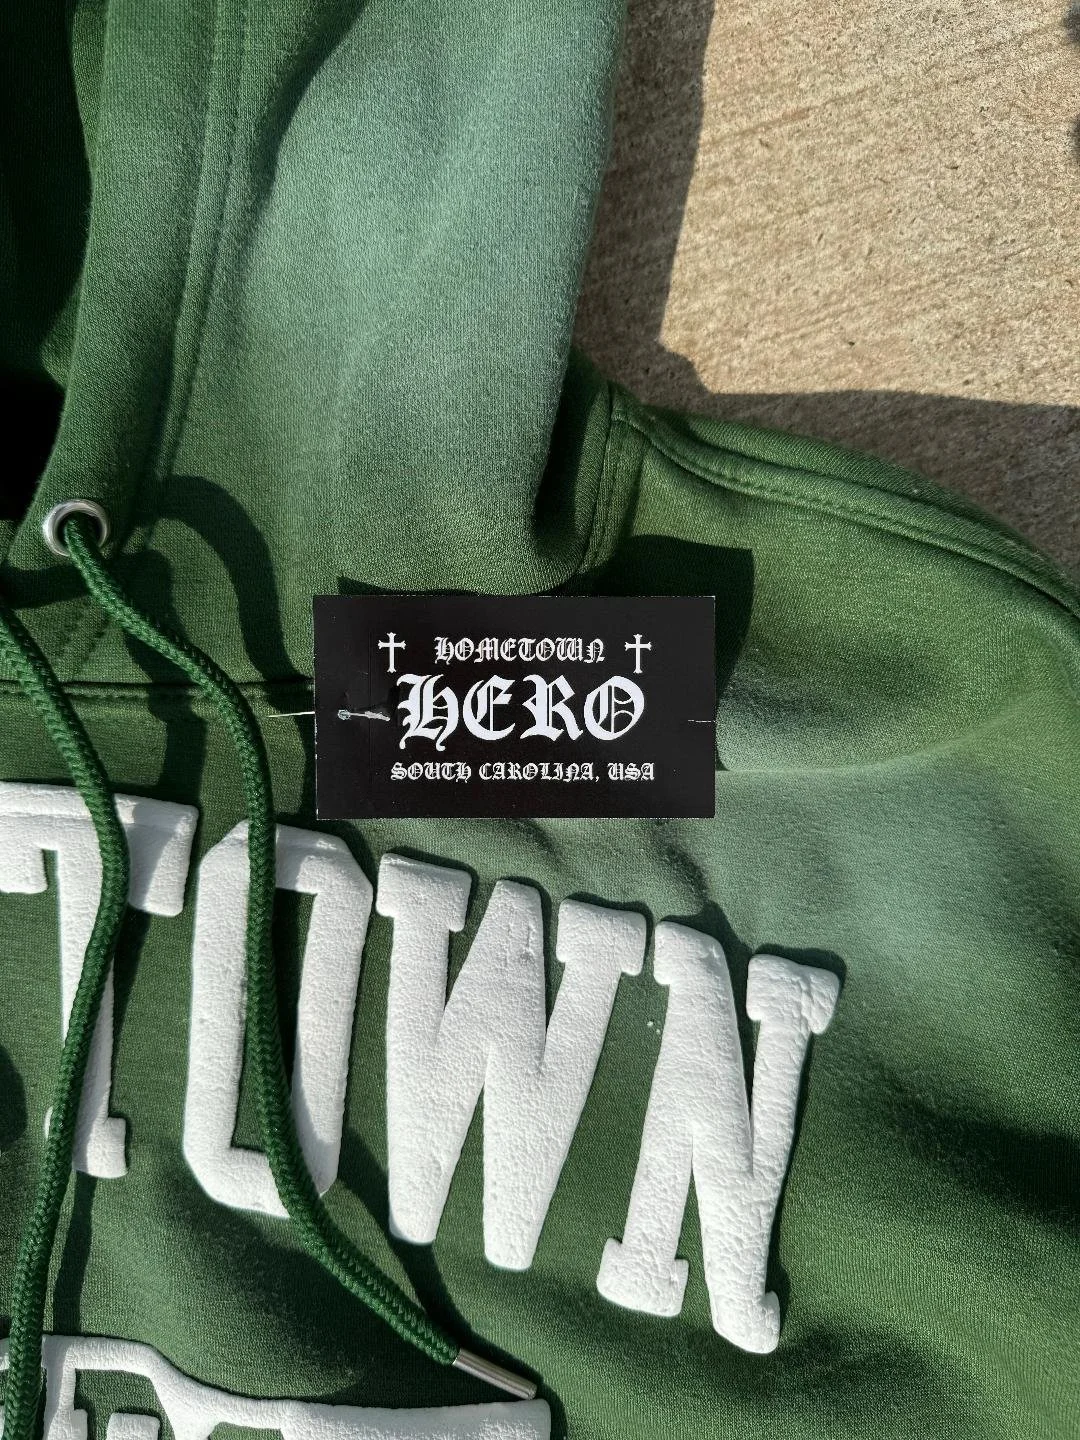 HOMETOWN
HERO
SOUTH CAROLINA, USA
TOWN